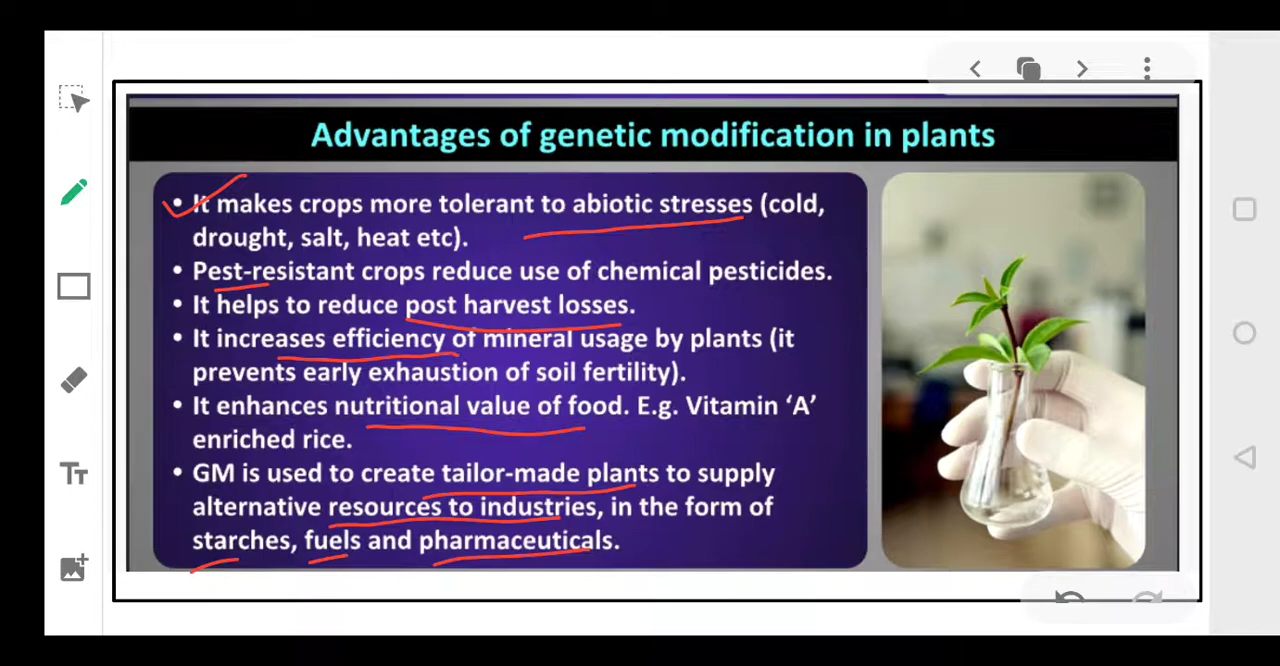 Advantages of genetic modification in plants
• It makes crops more tolerant to abiotic stresses (cold,
drought, salt, heat etc).
• Pest-resistant crops reduce use of chemical pesticides.
• It helps to reduce post harvest losses.
• It increases efficiency of mineral usage by plants (it
prevents early exhaustion of soil fertility).
• It enhances nutritional value of food. E.g. Vitamin ‘A’
enriched rice.
• GM is used to create tailor-made plants to supply
alternative resources to industries, in the form of
starches, fuels and pharmaceuticals.
Tт